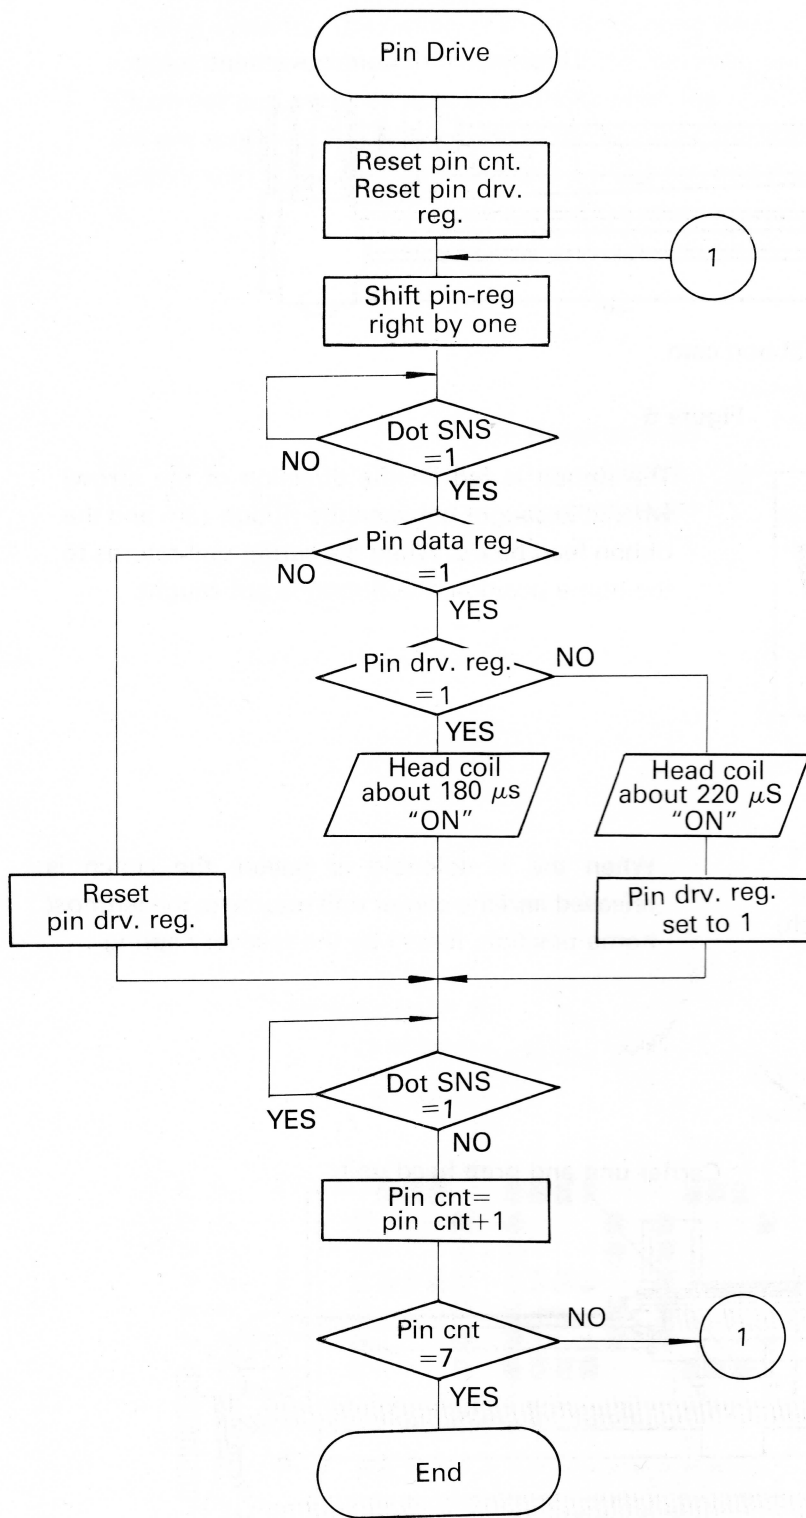 Pin Drive
Reset pin cnt.
Reset pin drv.
reg.
1
Shift pin-reg
right by one
Dot SNS
=1
NO
YES
Pin data reg
=1
NO
YES
Pin drv. reg.
=1
NO
YES
Head coil
about 180 μs
“ON”
Head coil
about 220 μS
“ON”
Reset
pin drv. reg.
Pin drv. reg.
set to 1
Dot SNS
=1
YES
NO
Pin cnt=
pin cnt+1
Pin cnt
=7
NO
1
YES
End